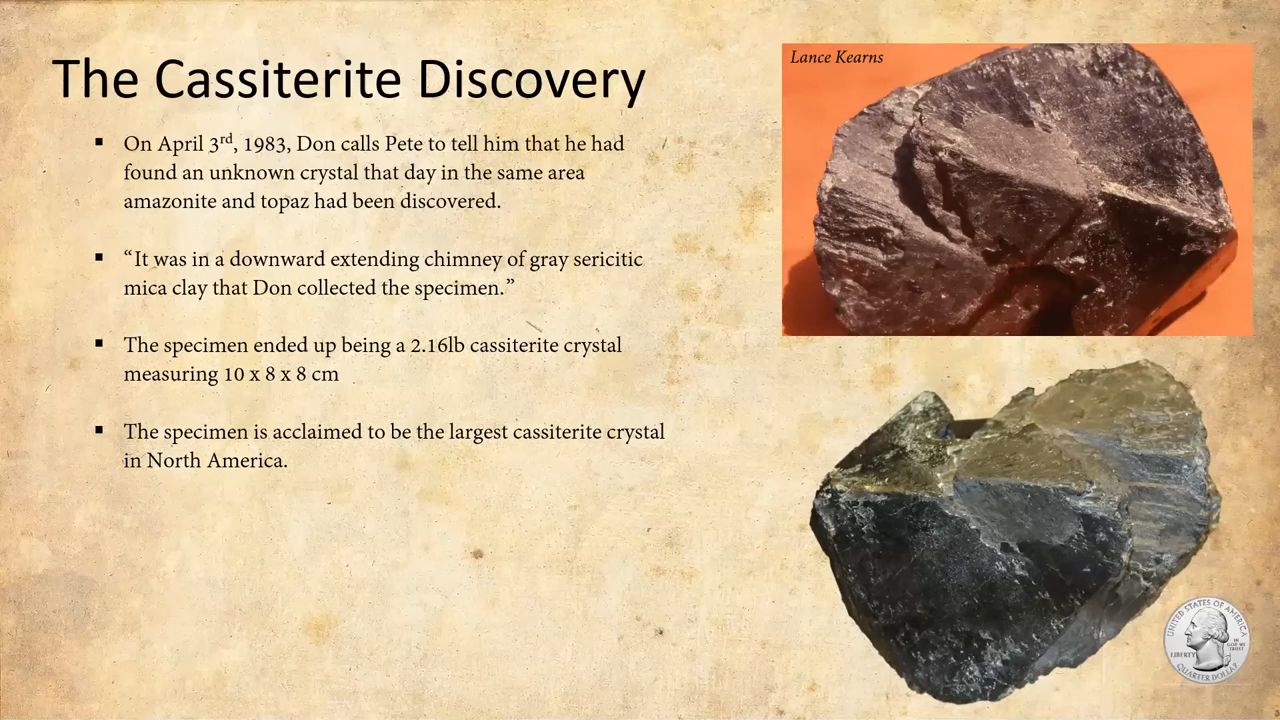 The Cassiterite Discovery
▪ On April 3rd, 1983, Don calls Pete to tell him that he had
found an unknown crystal that day in the same area
amazonite and topaz had been discovered.
▪ “It was in a downward extending chimney of gray sericitic
mica clay that Don collected the specimen.”
▪ The specimen ended up being a 2.16lb cassiterite crystal
measuring 10 x 8 x 8 cm
▪ The specimen is acclaimed to be the largest cassiterite crystal
in North America.
Lance Kearns
UNITED STATES OF AMERICA
LIBERTY
IN
GOD WE
TRUST
QUARTER DOLLAR